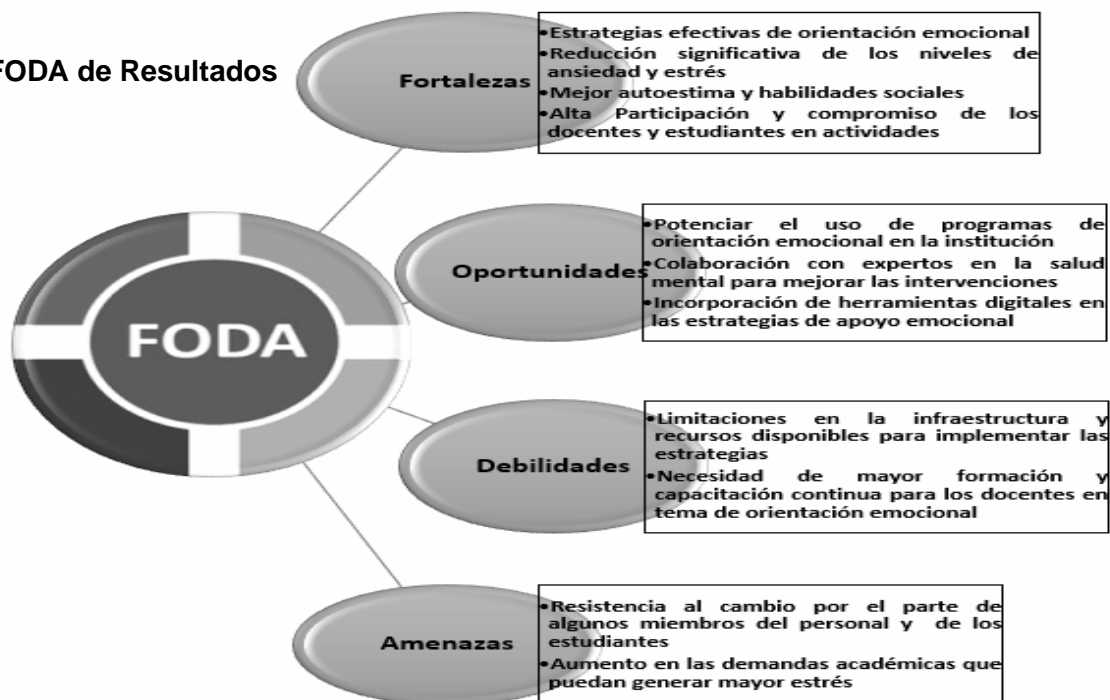 FODA de Resultados
Fortalezas
•Estrategias efectivas de orientación emocional
•Reducción significativa de los niveles de
ansiedad y estrés
•Mejor autoestima y habilidades sociales
•Alta Participación y compromiso de los
docentes y estudiantes en actividades
Oportunidades
•Potenciar el uso de programas de
orientación emocional en la institución
•Colaboración con expertos en la salud
mental para mejorar las intervenciones
•Incorporación de herramientas digitales en
las estrategias de apoyo emocional
FODA
Debilidades
•Limitaciones en la infraestructura y
recursos disponibles para implementar las
estrategias
•Necesidad de mayor formación y
capacitación continua para los docentes en
tema de orientación emocional
Amenazas
•Resistencia al cambio por el parte de
algunos miembros del personal y de los
estudiantes
•Aumento en las demandas académicas que
puedan generar mayor estrés